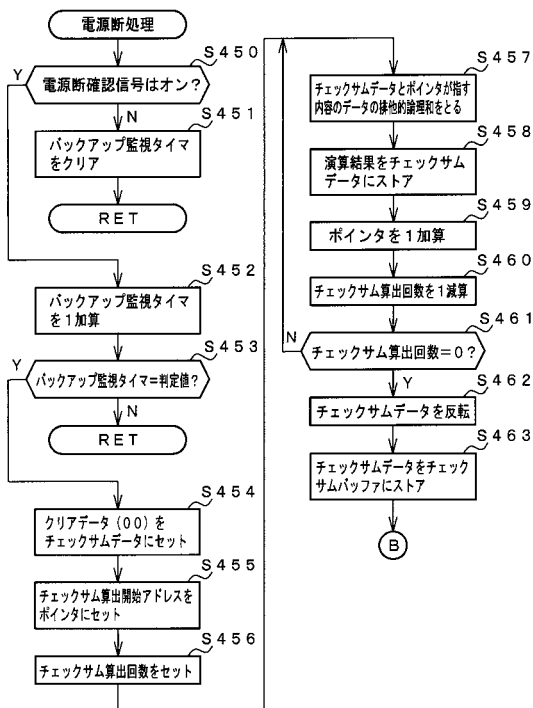 電源断処理
S450
電源断確認信号はオン？
Y
N
S451
バックアップ監視タイマ
をクリア
RET
S452
バックアップ監視タイマ
を1加算
S453
バックアップ監視タイマ＝判定値？
Y
N
RET
S454
クリアデータ（00）を
チェックサムデータにセット
S455
チェックサム算出開始アドレスを
ポインタにセット
S456
チェックサム算出回数をセット
S457
チェックサムデータとポインタが指す
内容のデータの排他的論理和をとる
S458
演算結果をチェックサム
データにストア
S459
ポインタを1加算
S460
チェックサム算出回数を1減算
S461
チェックサム算出回数＝0？
N
Y
S462
チェックサムデータを反転
S463
チェックサムデータをチェック
サムバッファにストア
B